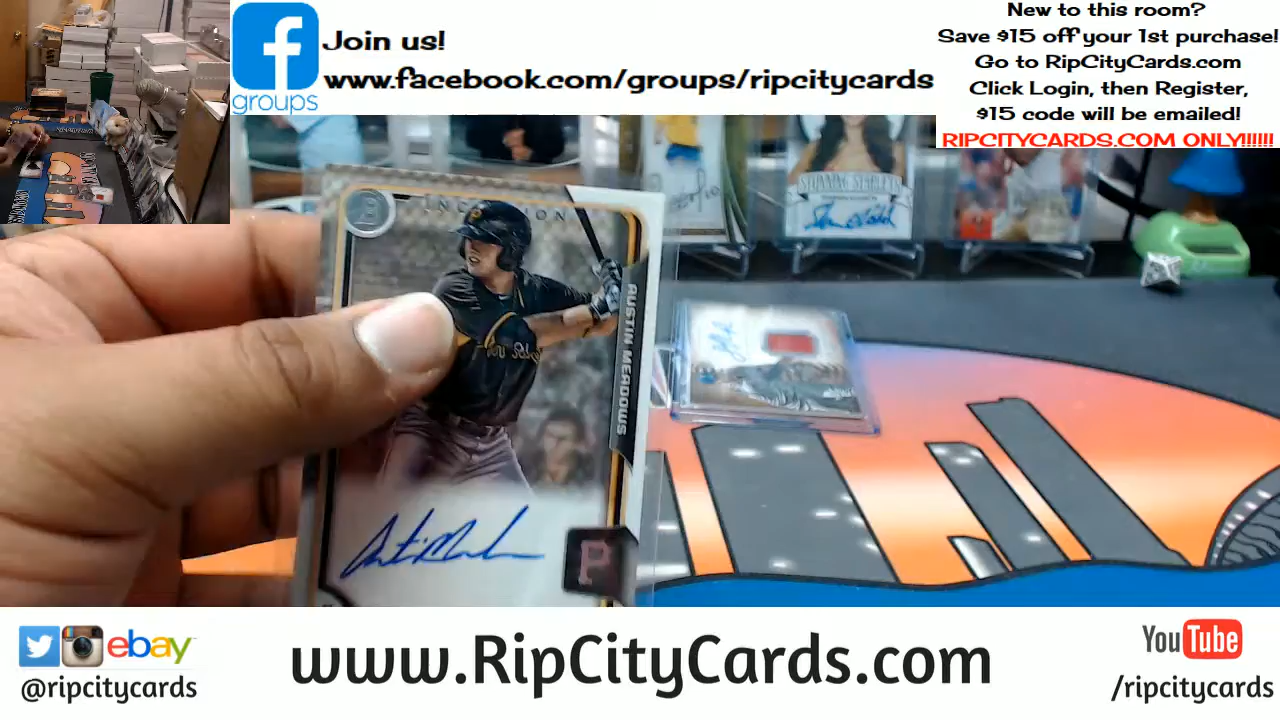 Join us!
www.facebook.com/groups/ripcitycards
groups
New to this room?
Save $15 off your 1st purchase!
Go to RipCityCards.com
Click Login, then Register,
$15 code will be emailed!
RIPCITYCARDS.COM ONLY!!!!!!
INCEPTION
AUSTIN MEADOWS
P
ebay
@ripcitycards
www.RipCityCards.com
YouTube
/ripcitycards